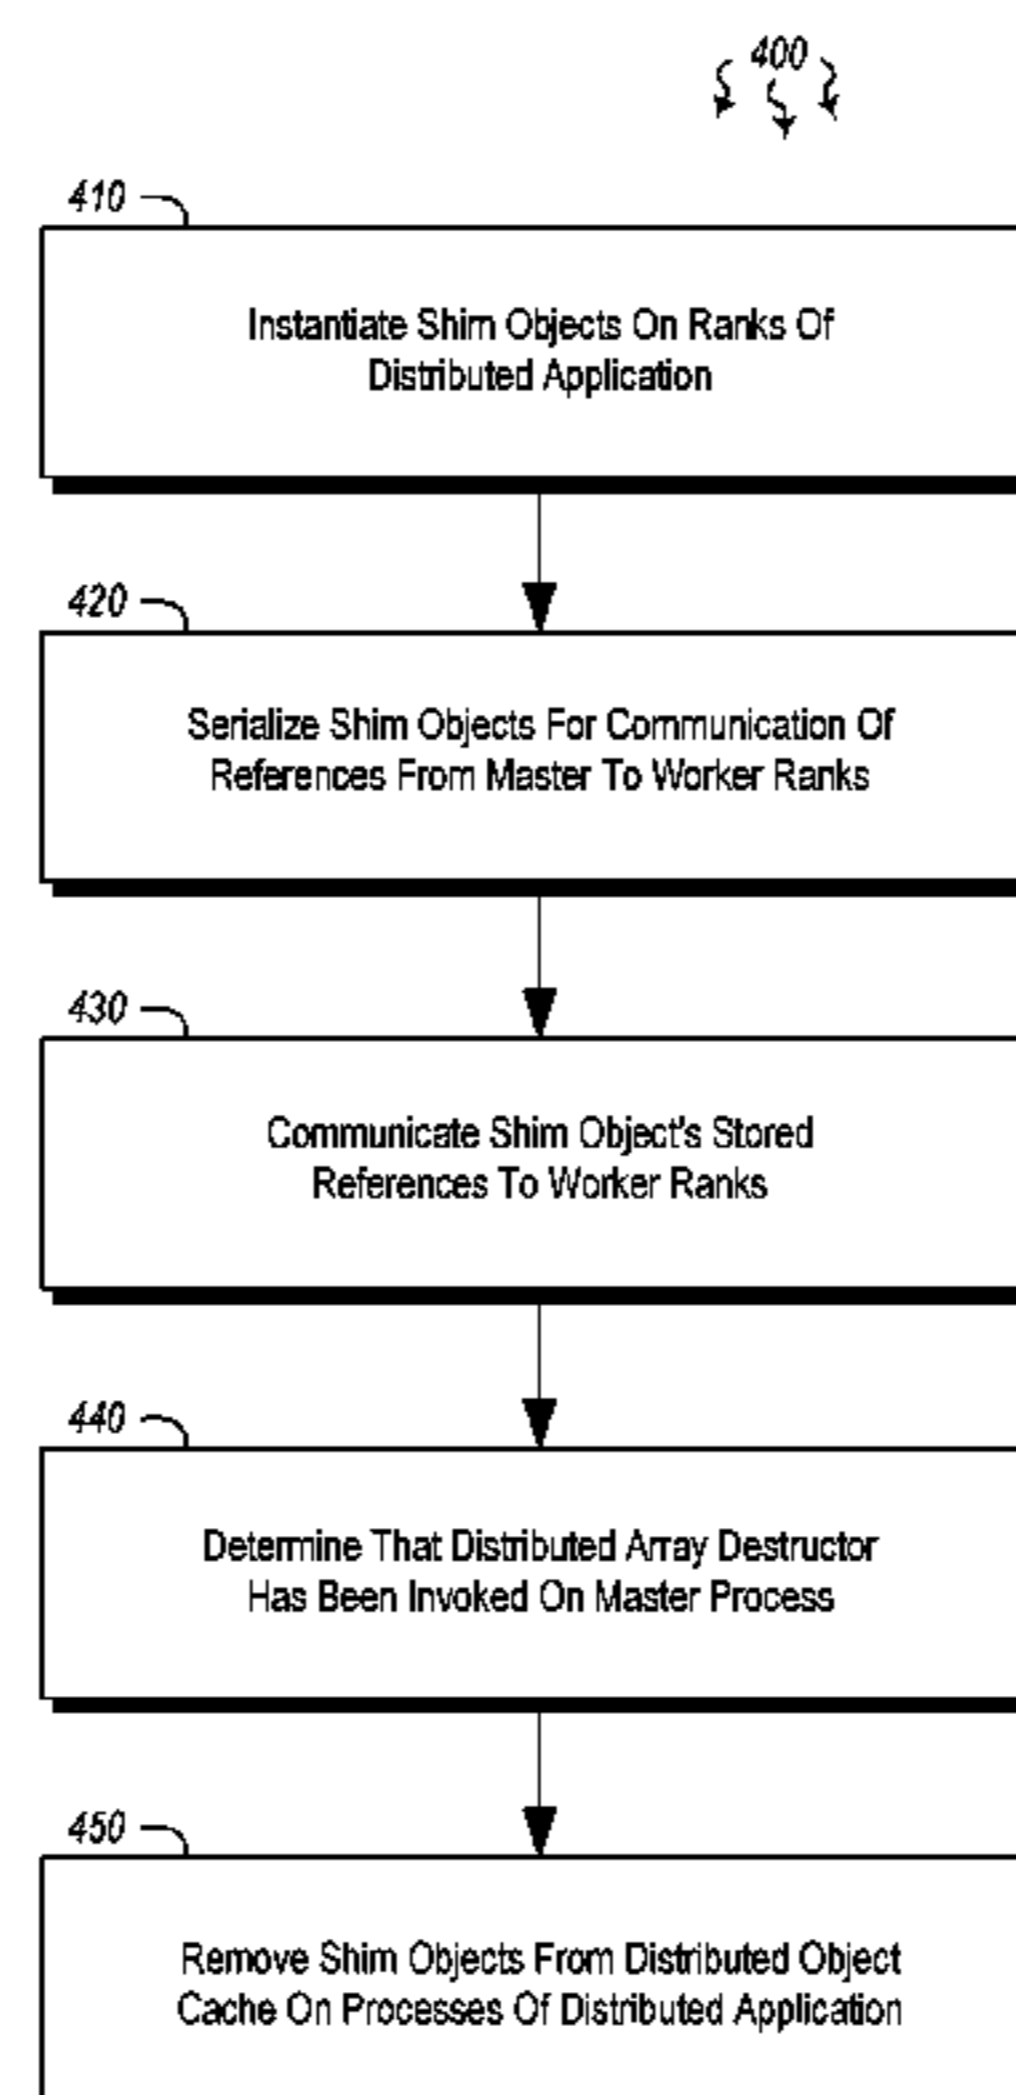 400
410
Instantiate Shim Objects On Ranks Of
Distributed Application
420
Serialize Shim Objects For Communication Of
References From Master To Worker Ranks
430
Communicate Shim Object's Stored
References To Worker Ranks
440
Determine That Distributed Array Destructor
Has Been Invoked On Master Process
450
Remove Shim Objects From Distributed Object
Cache On Processes Of Distributed Application